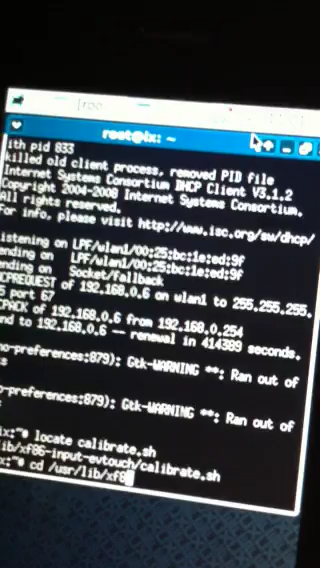 [roo
root@ix: ~
ith pid 833
killed old client process, removed PID file
Internet Systems Consortium DHCP Client V3.1.2
Copyright 2004-2008 Internet Systems Consortium.
All rights reserved.
For info, please visit http://www.isc.org/sw/dhcp/
istening on LPF/wlan1/00:25:bc:1e:ed:9f
ending on LPF/wlan1/00:25:bc:1e:ed:9f
ending on Socket/fallback
CPREQUEST of 192.168.0.6 on wlan1 to 255.255.255.
5 port 67
CPACK of 192.168.0.6 from 192.168.0.254
nd to 192.168.0.6 -- renewal in 414389 seconds.
no-preferences:879): Gtk-WARNING **: Ran out of
s
o-preferences:879): Gtk-WARNING **: Ran out of
ix:~# locate calibrate.sh
lib/xf86-input-evtouch/calibrate.sh
x:~# cd /usr/lib/xf8